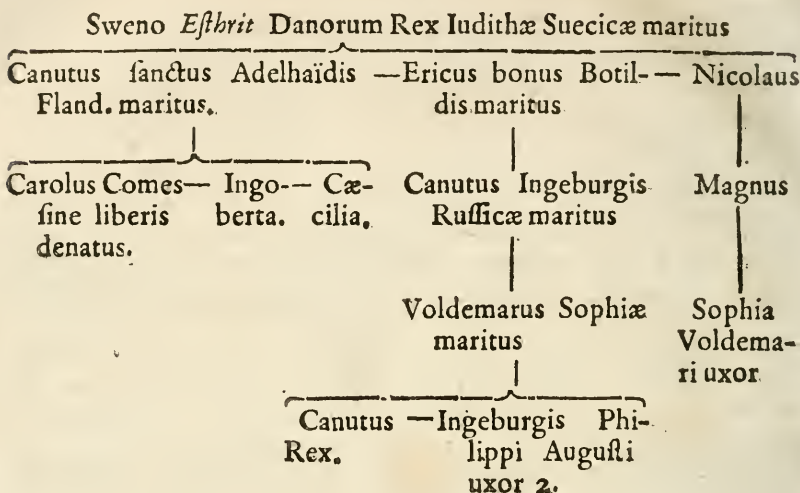 Sweno Eſthrit Danorum Rex Iudithæ Suecicæ maritus
Canutus ſanctus Adelhaïdis —Ericus bonus Botil-— Nicolaus
Fland. maritus. dis maritus
Carolus Comes— Ingo-— Cæ- Canutus Ingeburgis Magnus
ſine liberis berta. cilia. Ruſſicæ maritus
denatus.
Voldemarus Sophiæ Sophia
maritus Voldema-
ri uxor
Canutus —Ingeburgis Phi-
Rex. lippi Auguſti
uxor 2.